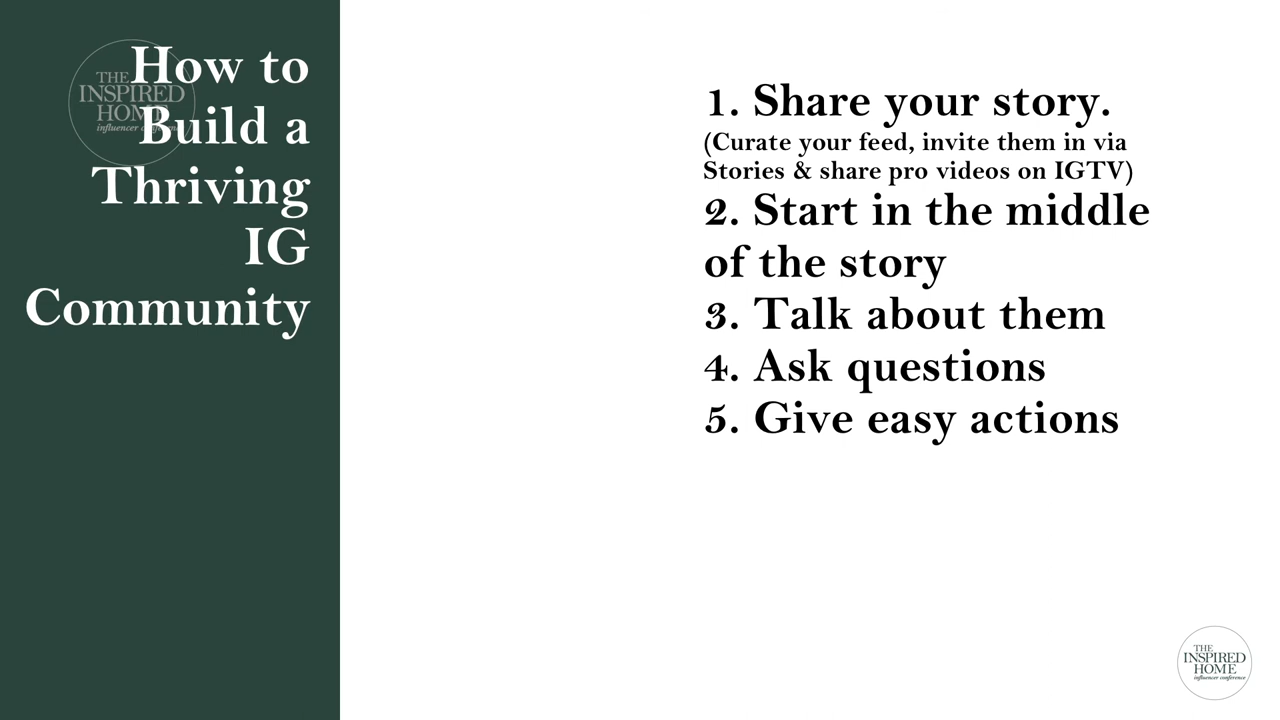 How to
Build a
Thriving
IG
Community
THE
INSPIRED
HOME
influencer conference
1. Share your story.
(Curate your feed, invite them in via
Stories & share pro videos on IGTV)
2. Start in the middle
of the story
3. Talk about them
4. Ask questions
5. Give easy actions
THE
INSPIRED
HOME
influencer conference